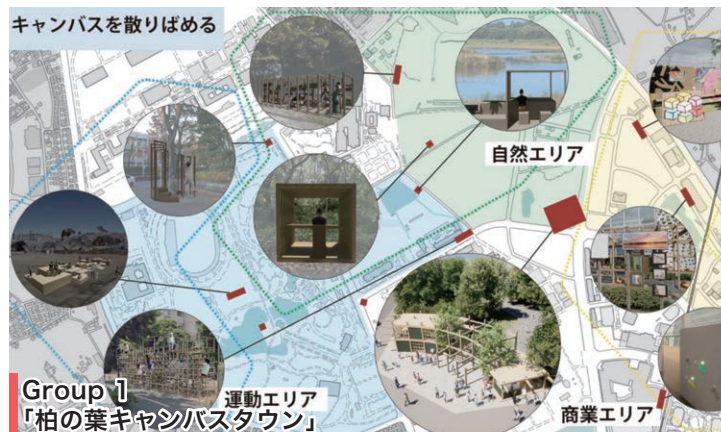 キャンバスを散りばめる
自然エリア
Group 1
「柏の葉キャンバスタウン」
運動エリア
商業エリア